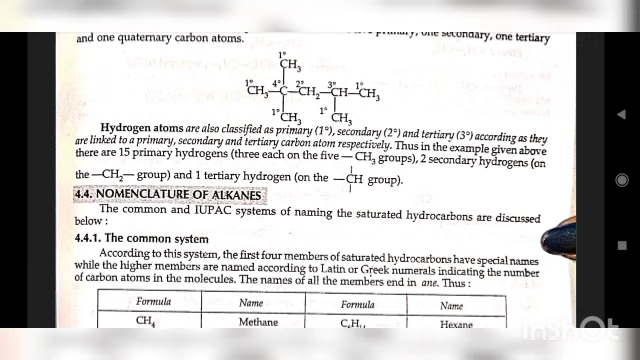 and one quaternary carbon atoms. primary, one secondary, one tertiary
1°
CH₃
1° 4° 2° 3° 1°
CH₃—C—CH₂—CH—CH₃
1° 1°
CH₃ CH₃
Hydrogen atoms are also classified as primary (1°), secondary (2°) and tertiary (3°) according as they
are linked to a primary, secondary and tertiary carbon atom respectively. Thus in the example given above
there are 15 primary hydrogens (three each on the five —CH₃ groups), 2 secondary hydrogens (on
the —CH₂— group) and 1 tertiary hydrogen (on the —CH group).
4.4. NOMENCLATURE OF ALKANES
The common and IUPAC systems of naming the saturated hydrocarbons are discussed
below :
4.4.1. The common system
According to this system, the first four members of saturated hydrocarbons have special names
while the higher members are named according to Latin or Greek numerals indicating the number
of carbon atoms in the molecules. The names of all the members end in ane. Thus :
Formula Name Formula Name
CH₄ Methane C₆H₁₄ Hexane
InShOt